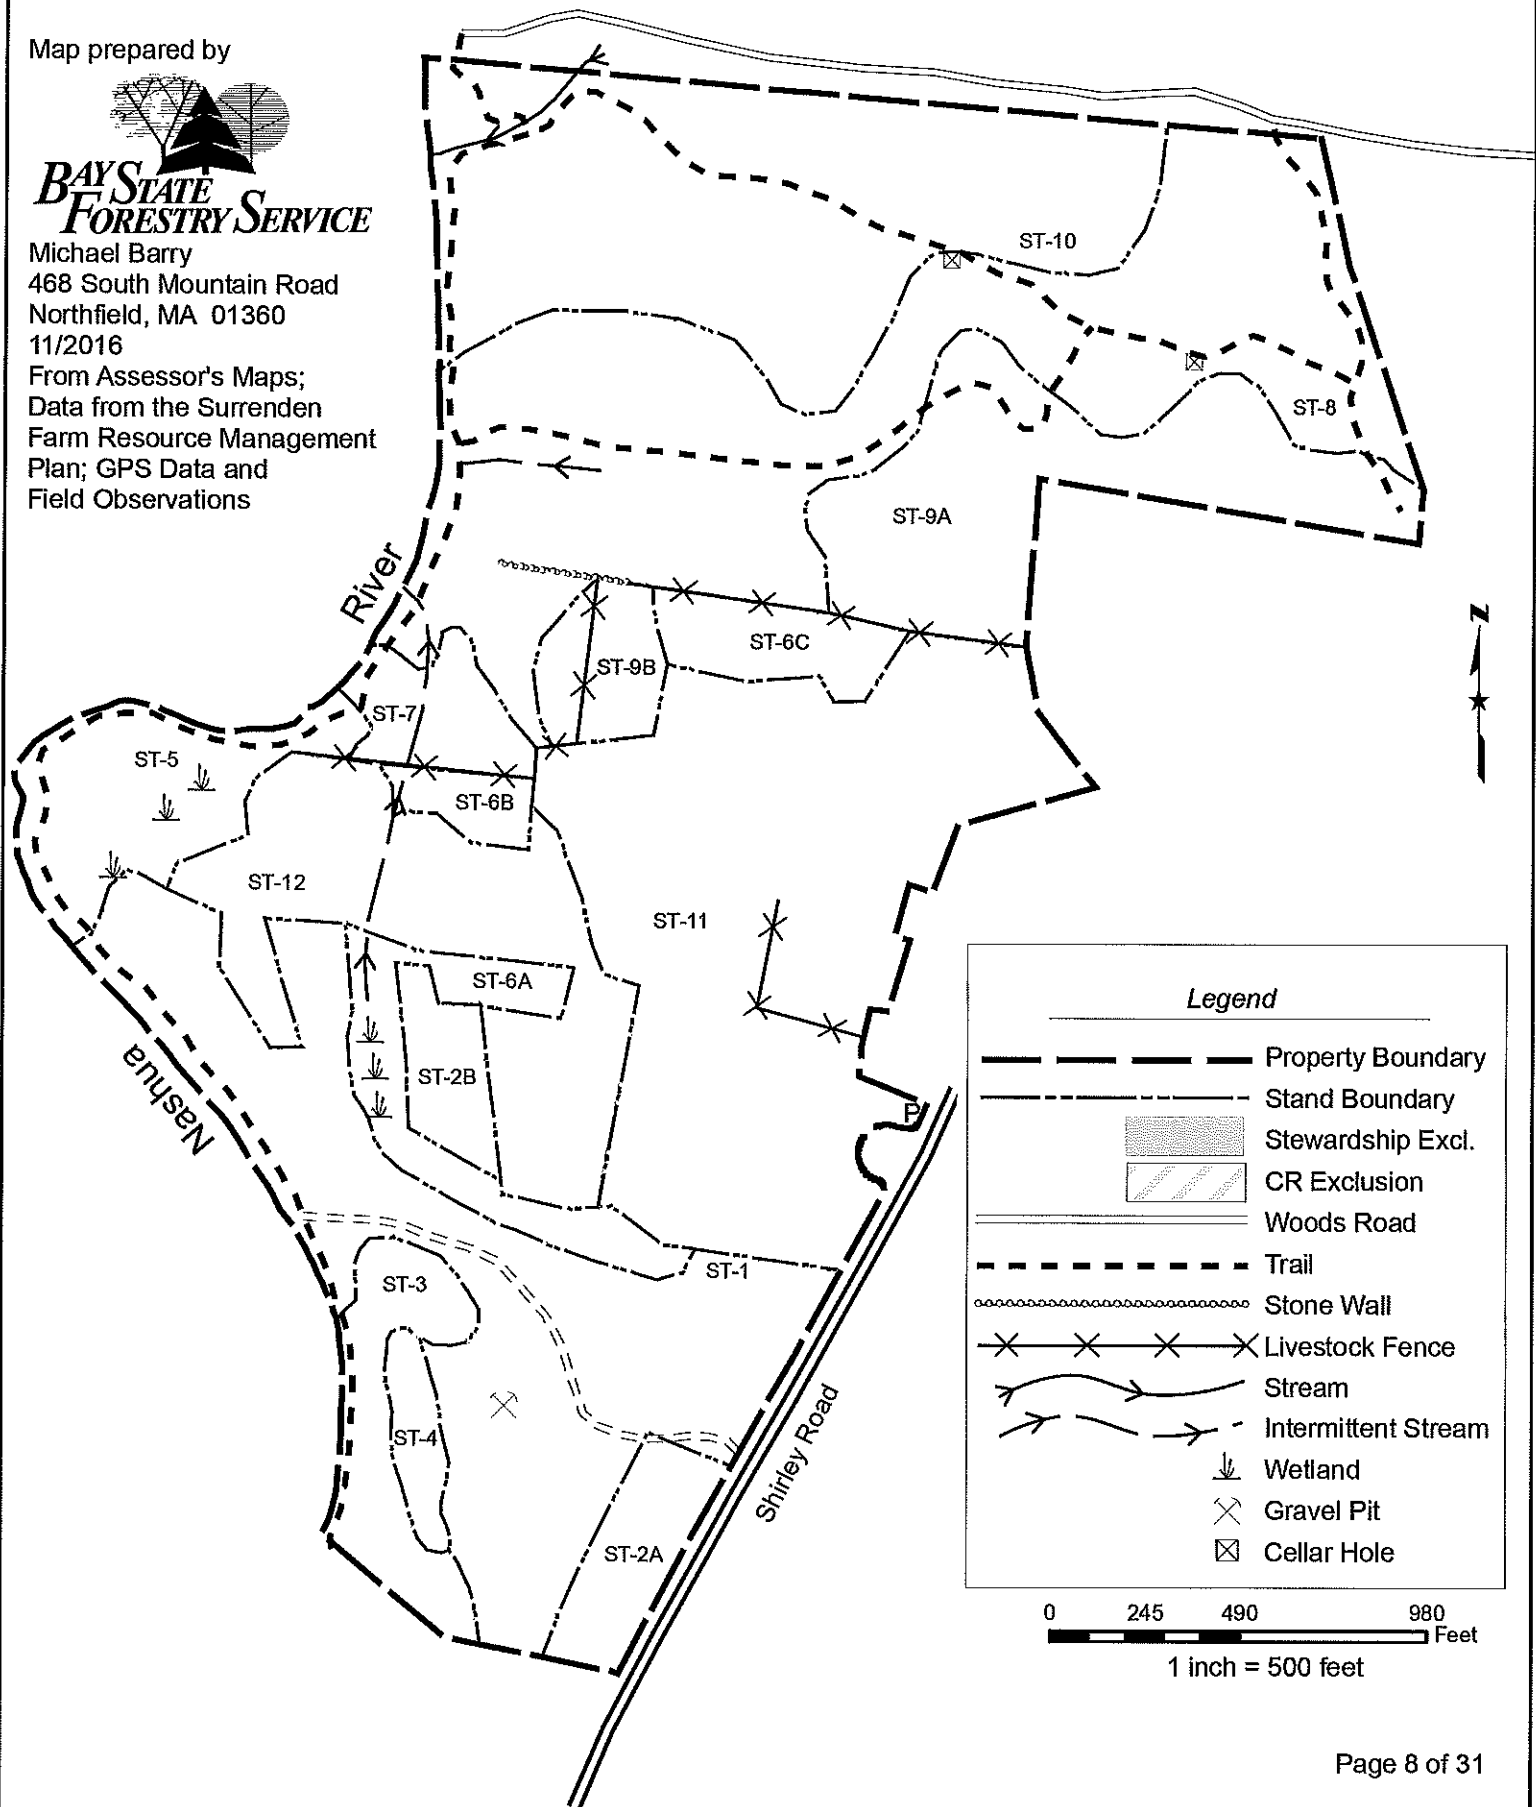 Map prepared by
BAY STATE
FORESTRY SERVICE
Michael Barry
468 South Mountain Road
Northfield, MA 01360
11/2016
From Assessor's Maps;
Data from the Surrenden
Farm Resource Management
Plan; GPS Data and
Field Observations
ST-10
ST-8
ST-9A
River
ST-6C
ST-9B
ST-7
ST-5
ST-6B
ST-12
ST-11
ST-6A
ST-2B
Nashua
P
ST-1
ST-3
ST-4
Shirley Road
ST-2A
N
Legend
Property Boundary
Stand Boundary
Stewardship Excl.
CR Exclusion
Woods Road
Trail
Stone Wall
Livestock Fence
Stream
Intermittent Stream
Wetland
Gravel Pit
Cellar Hole
0 245 490 980
Feet
1 inch = 500 feet
Page 8 of 31